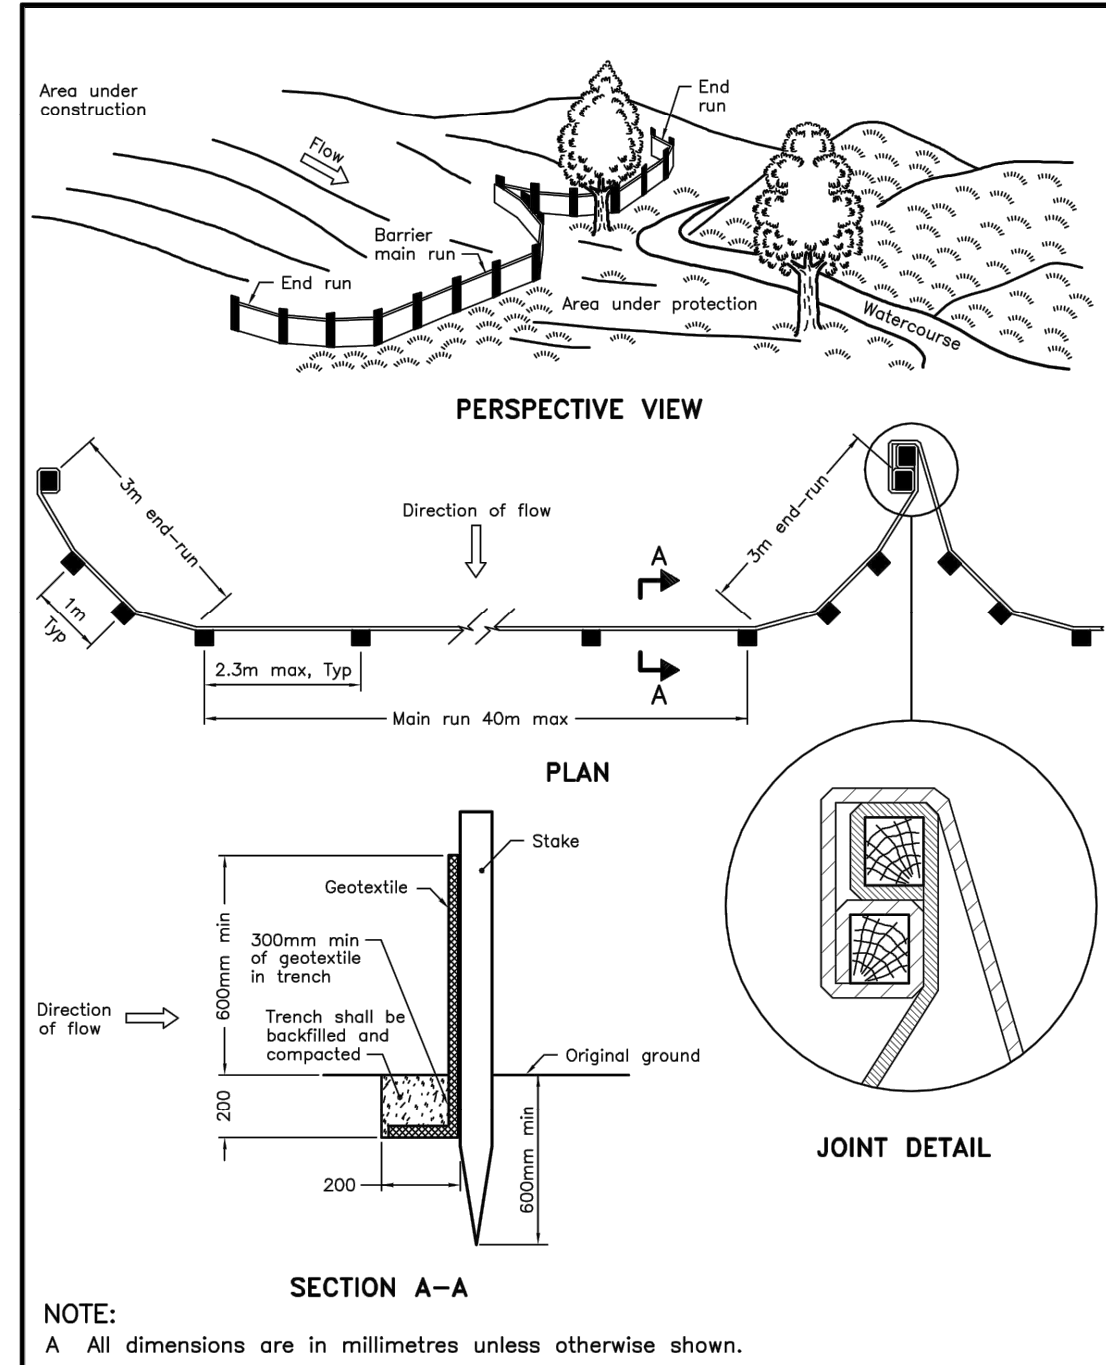 Area under
construction
End
run
Flow
Barrier
main run
End run
Area under protection
Watercourse
PERSPECTIVE VIEW
3m end-run
Direction of flow
3m end-run
A
1m
Typ
2.3m max, Typ
A
Main run 40m max
PLAN
Stake
Geotextile
600mm min
300mm min
of geotextile
in trench
Direction
of flow
Trench shall be
backfilled and
compacted
Original ground
200
600mm min
200
JOINT DETAIL
SECTION A-A
NOTE:
A All dimensions are in millimetres unless otherwise shown.